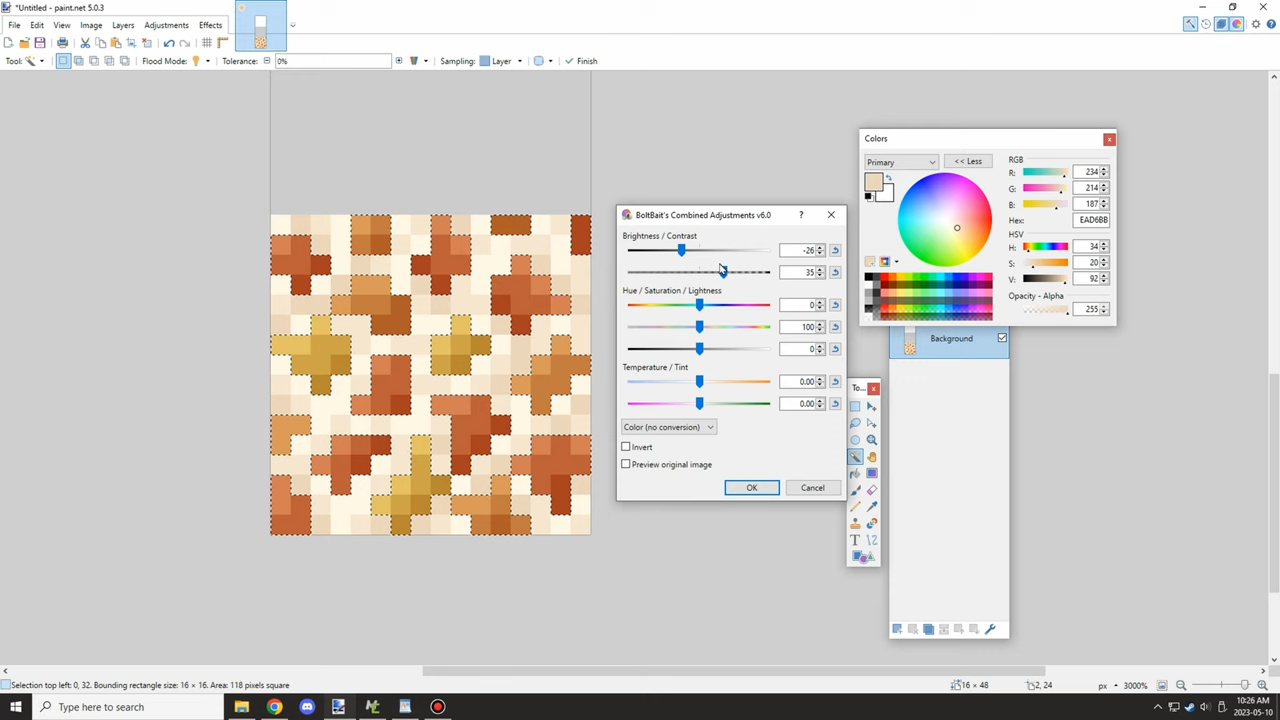 *Untitled - paint.net 5.0.3
File Edit View Image Layers Adjustments Effects
Tool: Flood Mode: Tolerance: 0% Sampling: Layer Finish
Colors
Primary << Less
RGB
R: 234
G: 214
B: 187
Hex: EAD6BB
HSV
H: 34
S: 20
V: 92
Opacity - Alpha
255
BoltBait's Combined Adjustments v6.0 ?
Brightness / Contrast
-26
35
Hue / Saturation / Lightness
0
100
0
Temperature / Tint
0.00
0.00
Color (no conversion)
Invert
Preview original image
OK Cancel
Background
To...
T
Selection top left: 0, 32. Bounding rectangle size: 16 × 16. Area: 118 pixels square
16 × 48 2, 24 px 3000%
Type here to search
10:26 AM
2023-05-10